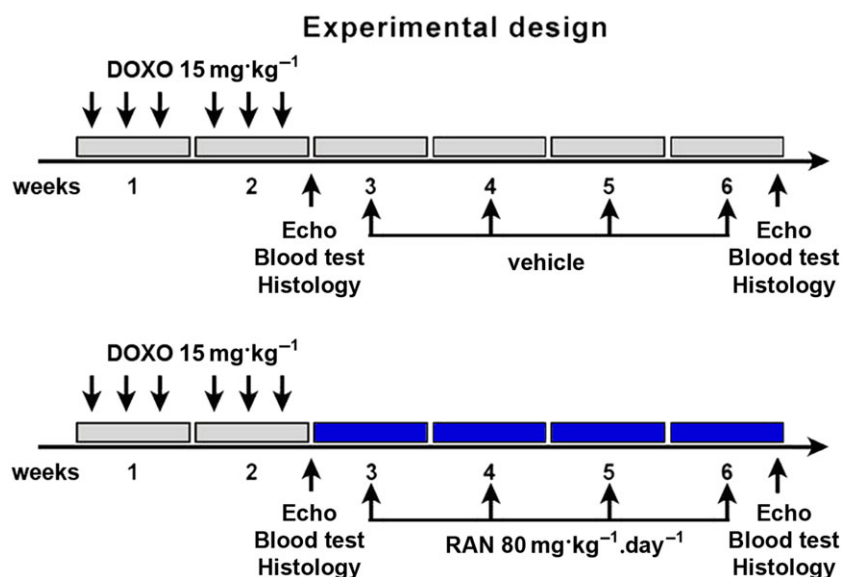 Experimental design
DOXO 15 mg·kg⁻¹
weeks 1 2 3 4 5 6
Echo
Blood test
Histology
vehicle
Echo
Blood test
Histology
DOXO 15 mg·kg⁻¹
weeks 1 2 3 4 5 6
Echo
Blood test
Histology
RAN 80 mg·kg⁻¹.day⁻¹
Echo
Blood test
Histology